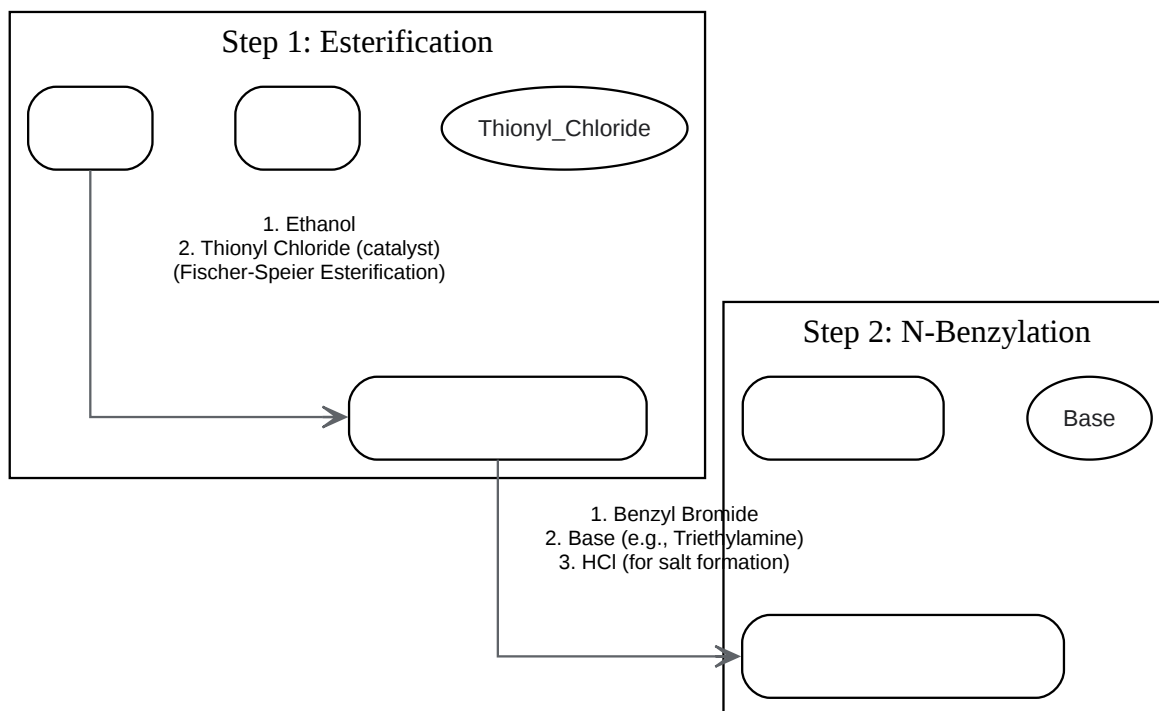 Step 1: Esterification
Thionyl_Chloride
1. Ethanol
2. Thionyl Chloride (catalyst)
(Fischer-Speier Esterification)
Step 2: N-Benzylation
Base
1. Benzyl Bromide
2. Base (e.g., Triethylamine)
3. HCl (for salt formation)